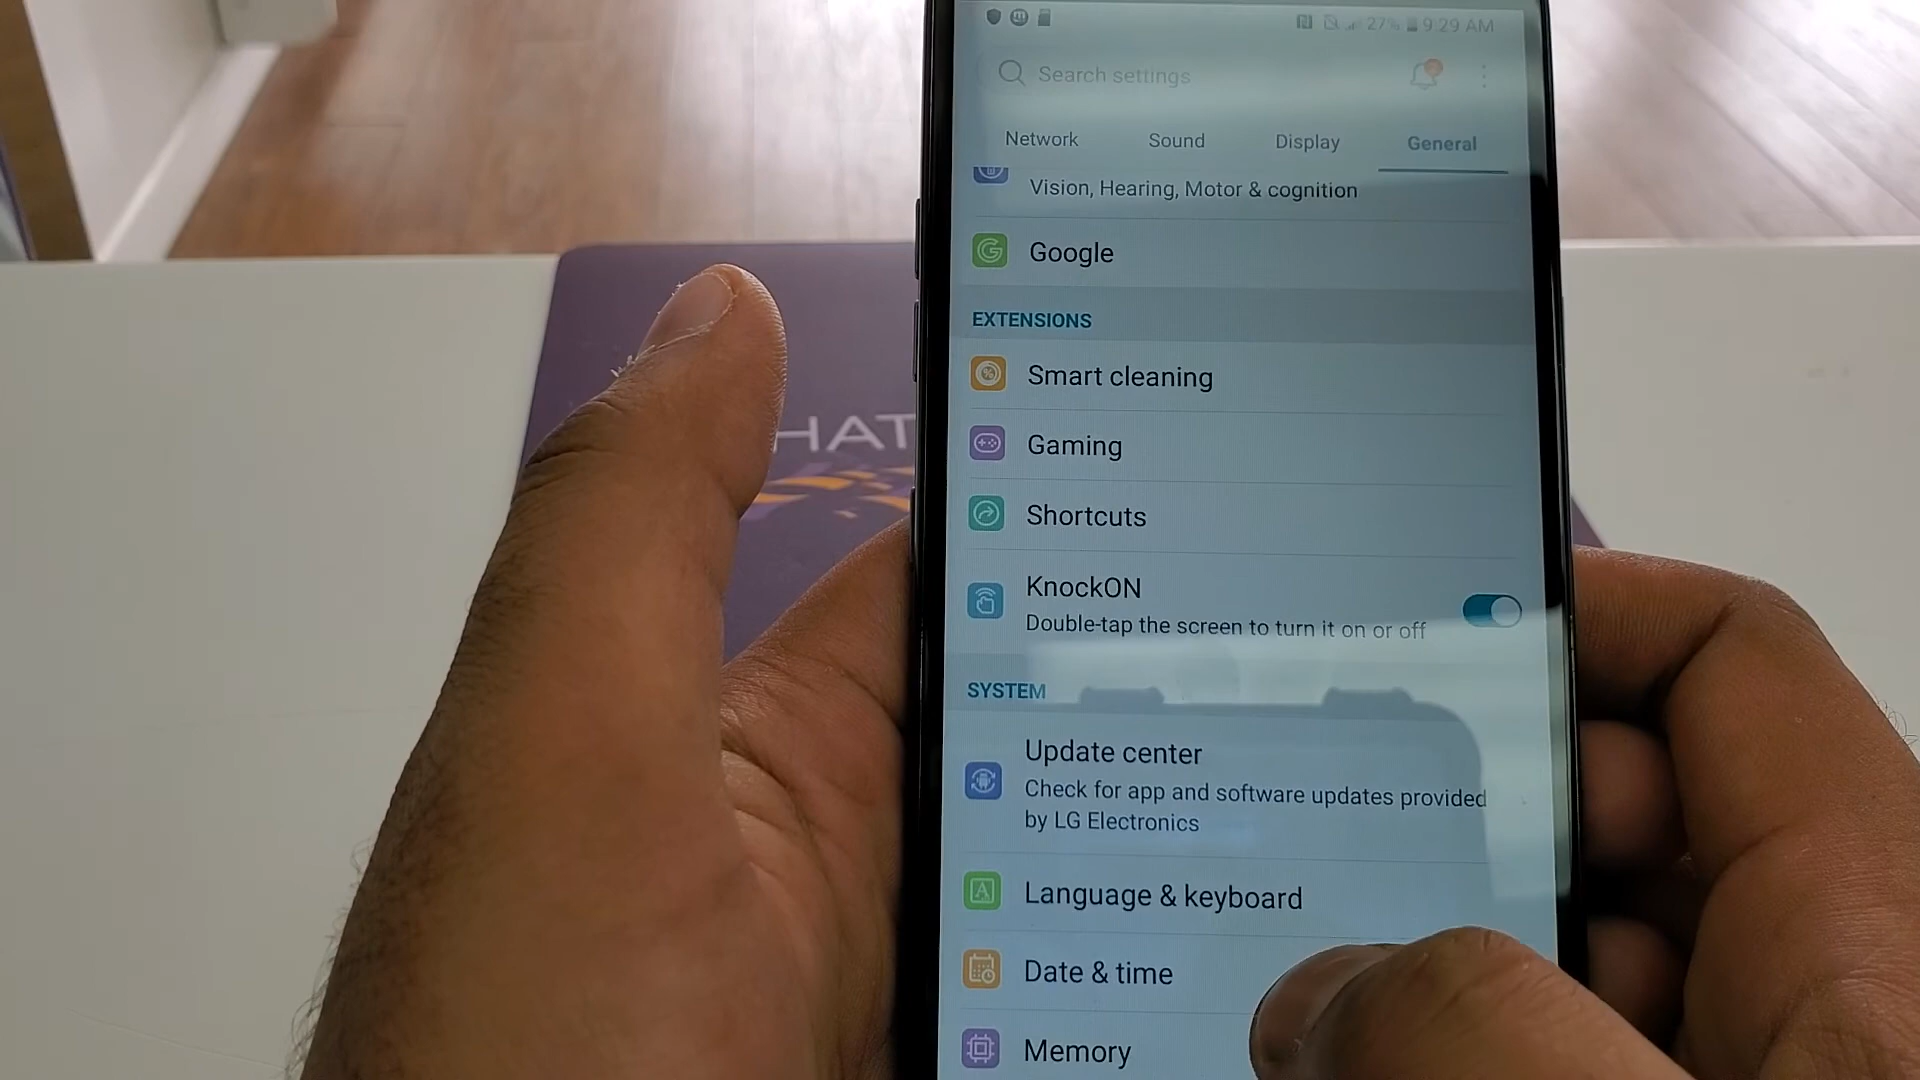 27% 9:29 AM
Search settings
Network Sound Display General
Vision, Hearing, Motor & cognition
Google
EXTENSIONS
Smart cleaning
HAT
Gaming
Shortcuts
KnockON
Double-tap the screen to turn it on or off
SYSTEM
Update center
Check for app and software updates provided
by LG Electronics
Language & keyboard
Date & time
Memory